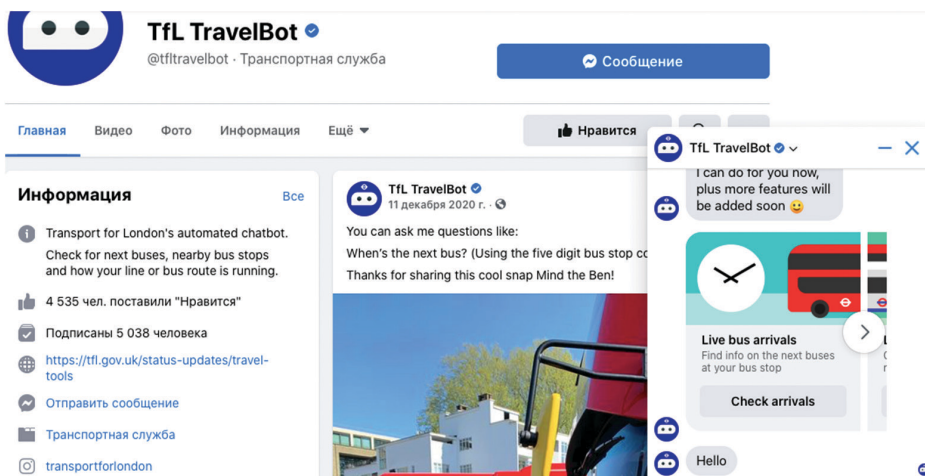 TfL TravelBot
@tfltravelbot · Транспортная служба
Сообщение
Главная
Видео
Фото
Информация
Ещё
Нравится
Информация
Все
Transport for London's automated chatbot.
Check for next buses, nearby bus stops
and how your line or bus route is running.
4 535 чел. поставили "Нравится"
Подписаны 5 038 человека
https://tfl.gov.uk/status-updates/travel-
tools
Отправить сообщение
Транспортная служба
transportforlondon
TfL TravelBot
11 декабря 2020 г. ·
You can ask me questions like:
When's the next bus? (Using the five digit bus stop
Thanks for sharing this cool snap Mind the Ben!
TfL TravelBot
I can do for you now,
plus more features will
be added soon 😃
Live bus arrivals
Find info on the next buses
at your bus stop
Check arrivals
Hello